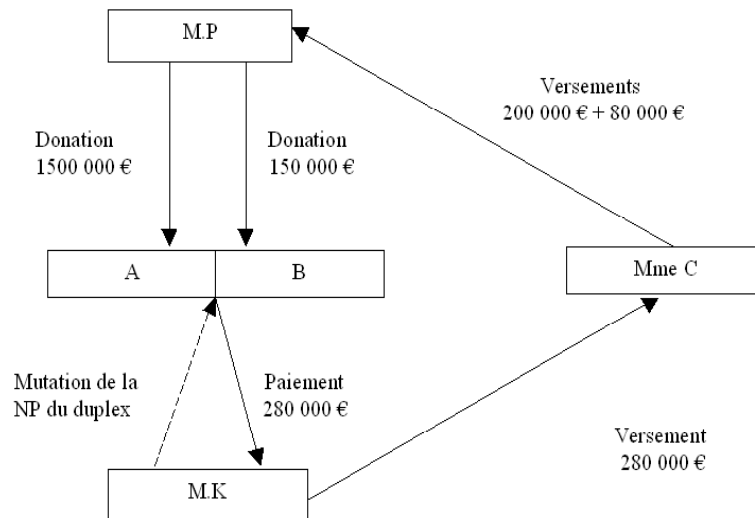 M.P
Versements
200 000 € + 80 000 €
Donation
1500 000 €
Donation
150 000 €
A
B
Mme C
Mutation de la
NP du duplex
Paiement
280 000 €
Versement
280 000 €
M.K